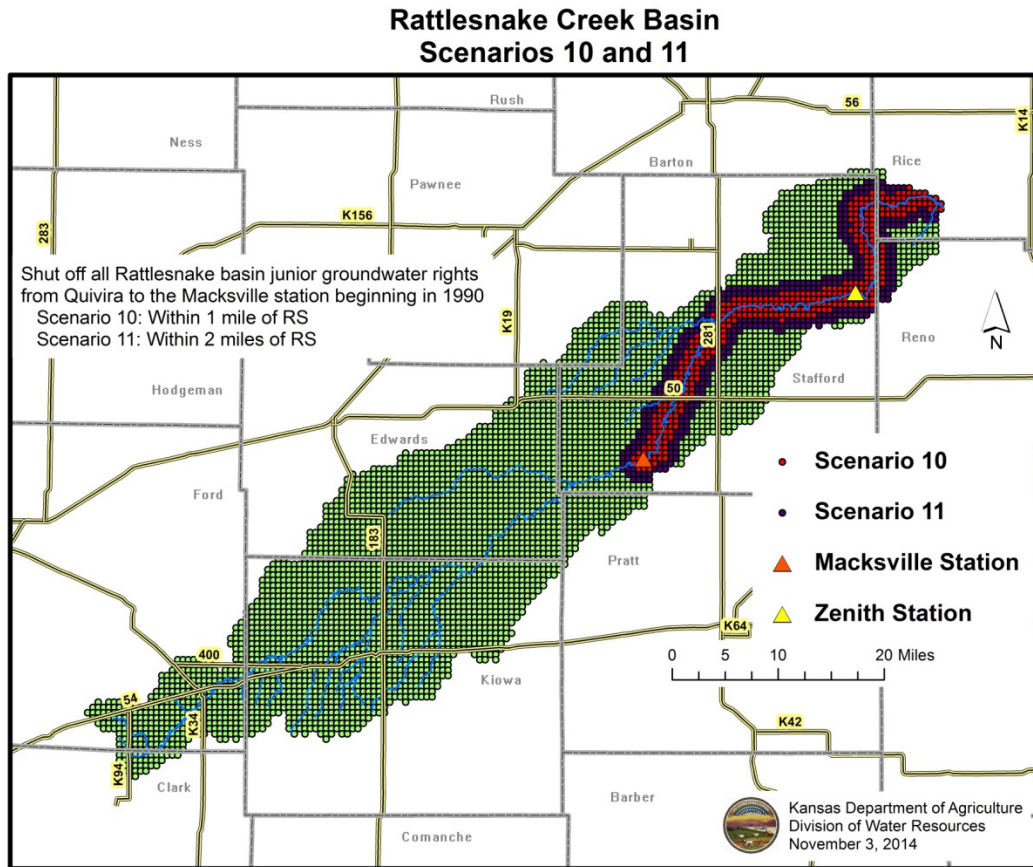 Rattlesnake Creek Basin
Scenarios 10 and 11
Rush
56
K14
Ness
Barton
Rice
Pawnee
K156
283
Shut off all Rattlesnake basin junior groundwater rights
from Quivira to the Macksville station beginning in 1990
Scenario 10: Within 1 mile of RS
Scenario 11: Within 2 miles of RS
K19
281
N
Reno
Hodgeman
50
Stafford
Edwards
Scenario 10
Ford
Scenario 11
183
Pratt
Macksville Station
Zenith Station
K64
400
0 5 10 20 Miles
Kiowa
54
K34
K42
K94
Clark
Barber
Comanche
Kansas Department of Agriculture
Division of Water Resources
November 3, 2014